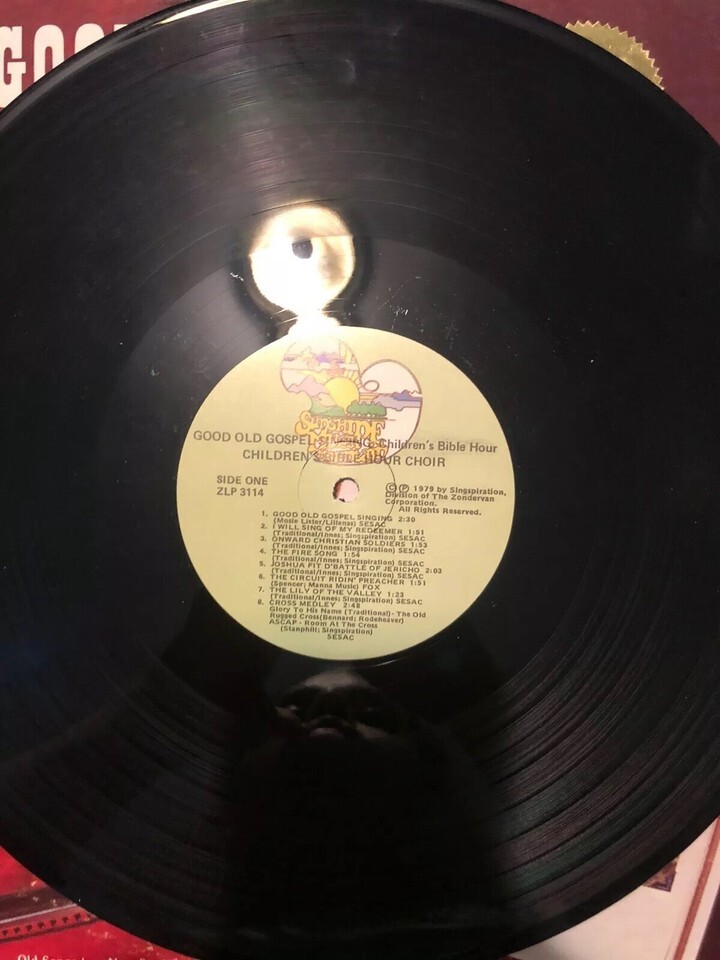 GOO
GOOD OLD GOSPEL SINGING, Children's Bible Hour
CHILDREN'S BIBLE HOUR CHOIR
SIDE ONE
ZLP 3114
© ℗ 1979 by Singspiration,
Division of The Zondervan
Corporation.
All Rights Reserved.
1. GOOD OLD GOSPEL SINGING 2:30
(Mosie Lister/Lillenas) SESAC
2. I WILL SING OF MY REDEEMER 1:51
(Traditional/Innes; Singspiration) SESAC
3. ONWARD CHRISTIAN SOLDIERS 1:53
(Traditional/Innes; Singspiration) SESAC
4. THE FIRE SONG 1:54
(Traditional/Innes; Singspiration) SESAC
5. JOSHUA FIT D'BATTLE OF JERICHO 2:03
(Traditional/Innes; Singspiration) SESAC
6. THE CIRCUIT RIDIN' PREACHER 1:51
(Spencer; Manna Music) FOX
7. THE LILY OF THE VALLEY 1:23
(Traditional/Innes; Singspiration) SESAC
8. CROSS MEDLEY 2:48
Glory To His Name (Traditional)- The Old
Rugged Cross(Bennard; Rodeheaver)
ASCAP - Room At The Cross
(Stanphill; Singspiration)
SESAC